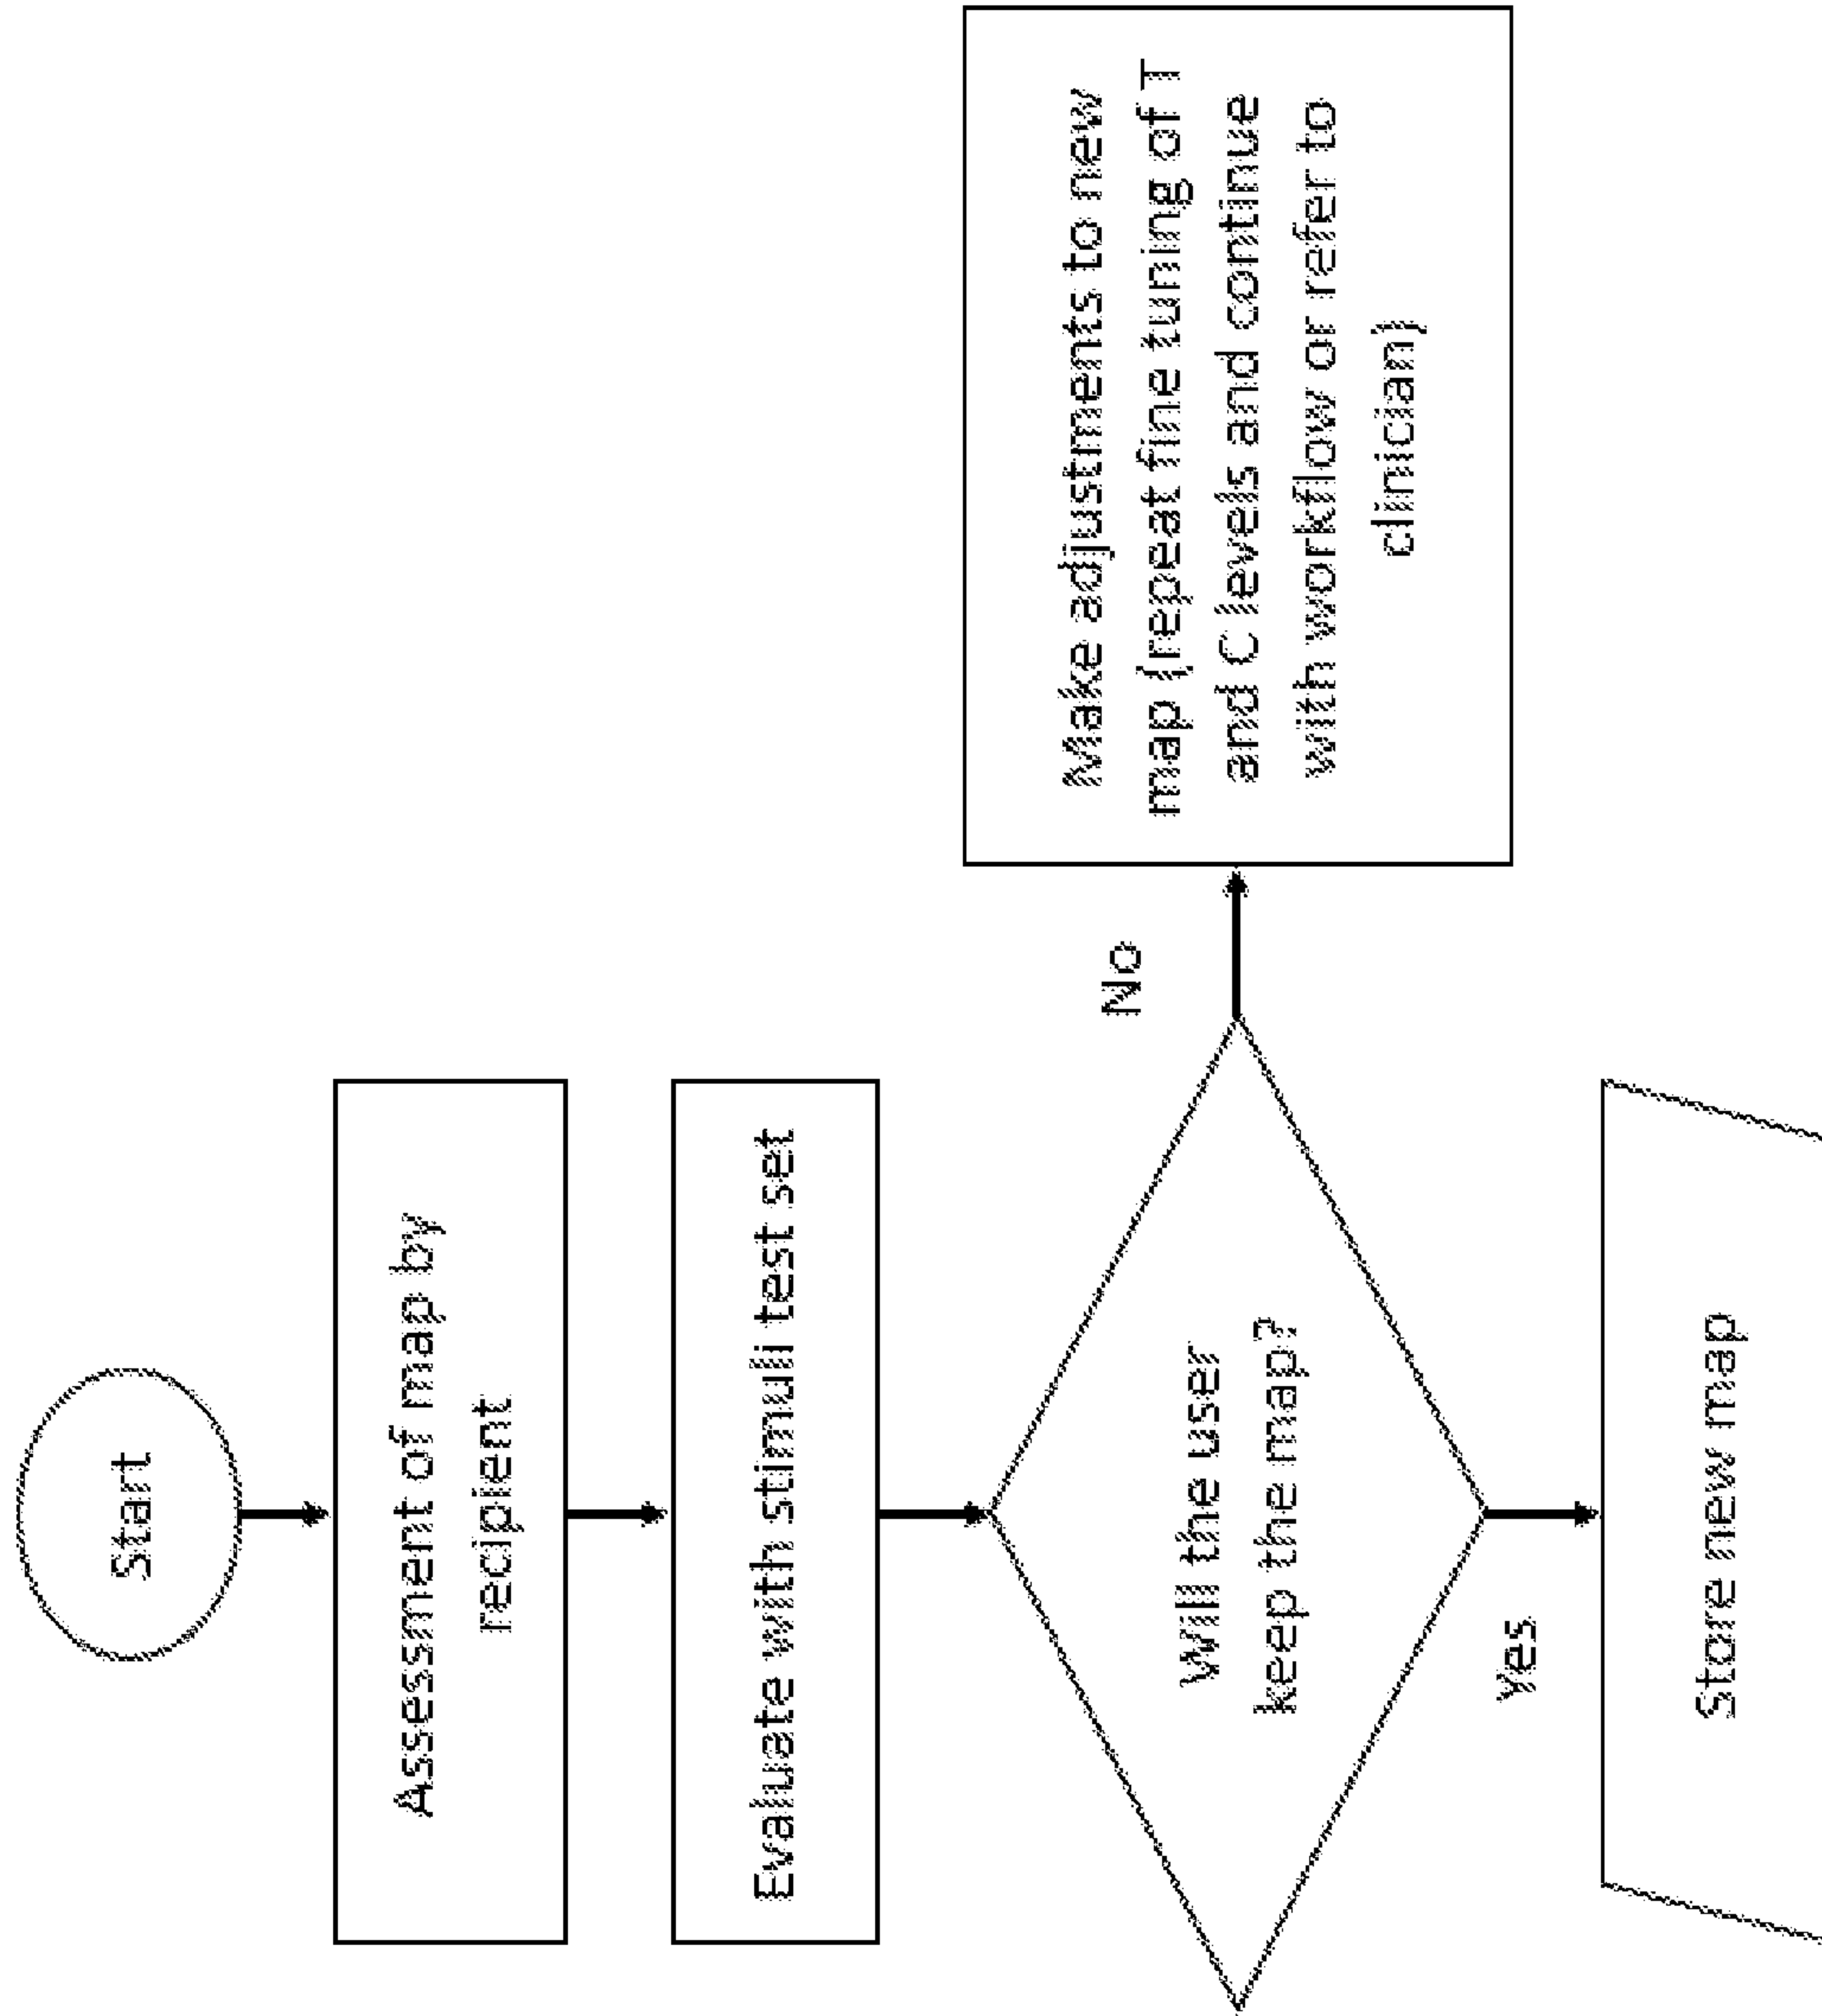 Start
Assessment of map by
recipient
Evaluate with stimuli test set
Will the user
keep the map?
No
Make adjustments to new
map (repeat fine tuning of T
and C levels and continue
with workflow or refer to
clinician)
Yes
Store new map